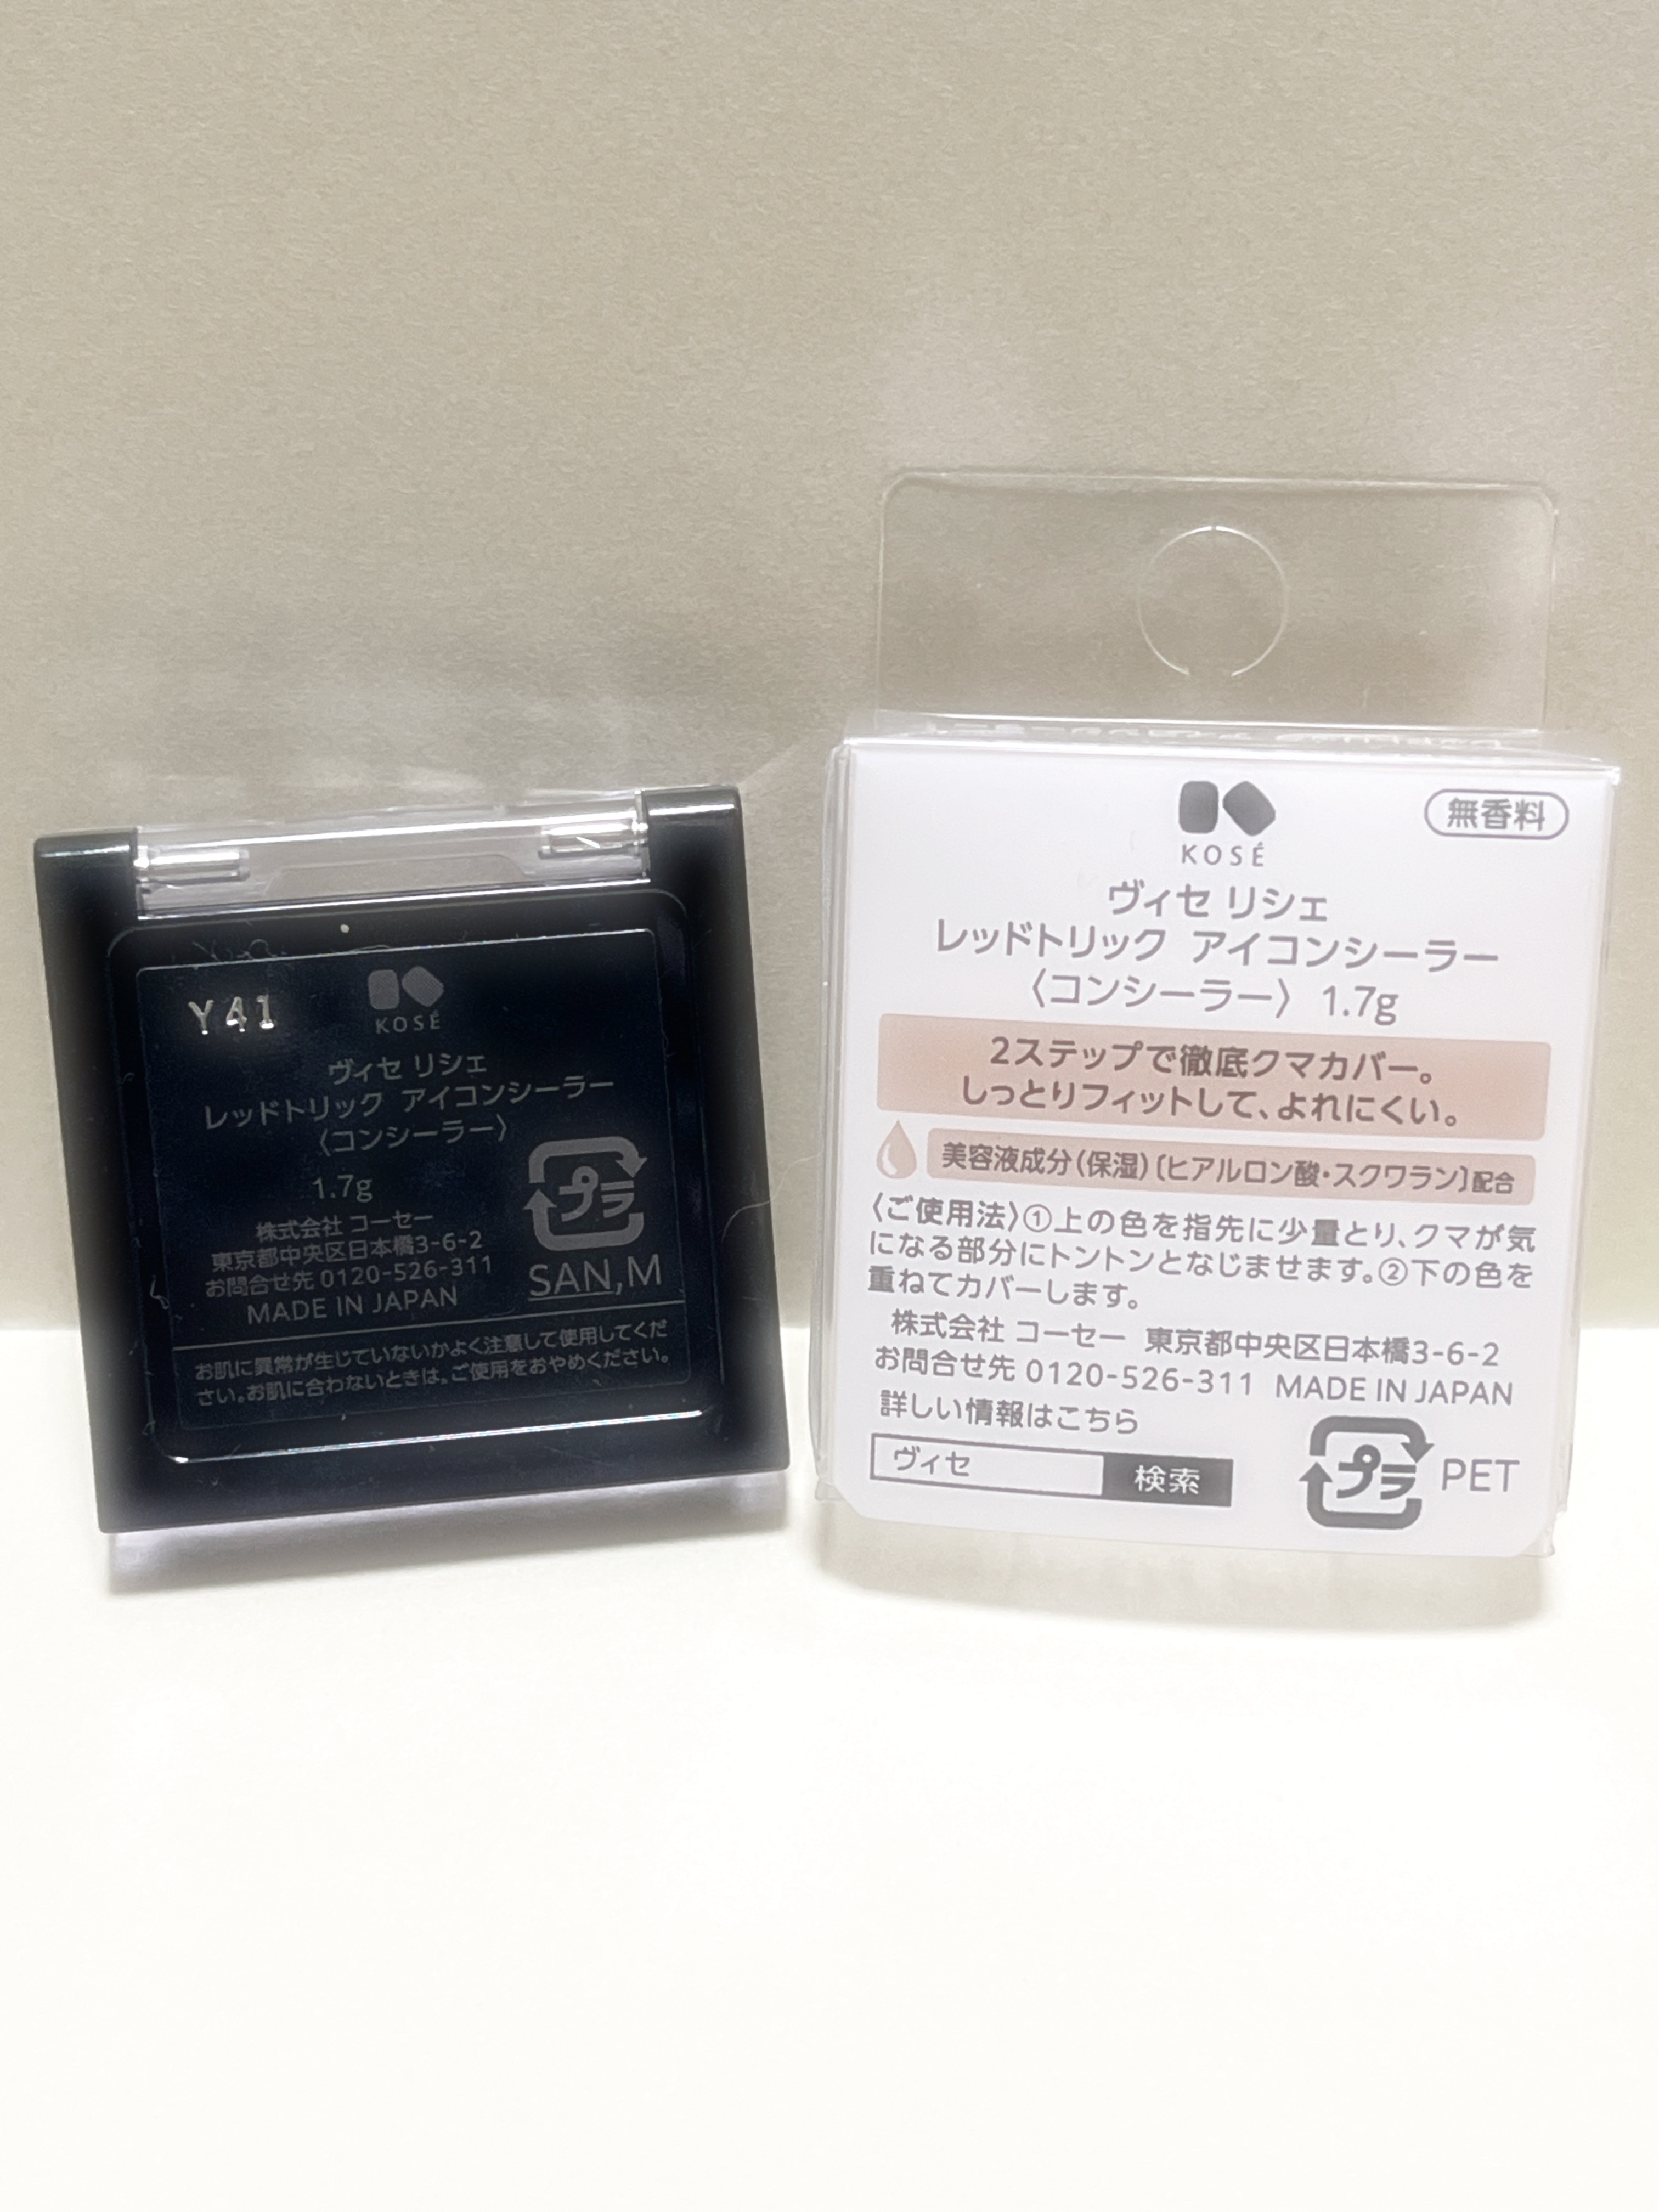 Y41
KOSÉ
ヴィセ リシェ
レッドトリック アイコンシーラー
〈コンシーラー〉
1.7g
株式会社 コーセー
東京都中央区日本橋3-6-2
お問合せ先 0120-526-311
MADE IN JAPAN
プラ
SAN,M
お肌に異常が生じていないかよく注意して使用してくだ
さい。お肌に合わないときは、ご使用をおやめください。
KOSÉ
無香料
ヴィセ リシェ
レッドトリック アイコンシーラー
〈コンシーラー〉 1.7g
2ステップで徹底クマカバー。
しっとりフィットして、よれにくい。
美容液成分(保湿)〔ヒアルロン酸・スクワラン〕配合
〈ご使用法〉①上の色を指先に少量とり、クマが気
になる部分にトントンとなじませます。②下の色を
重ねてカバーします。
株式会社 コーセー 東京都中央区日本橋3-6-2
お問合せ先 0120-526-311 MADE IN JAPAN
詳しい情報はこちら
ヴィセ 検索
プラ PET